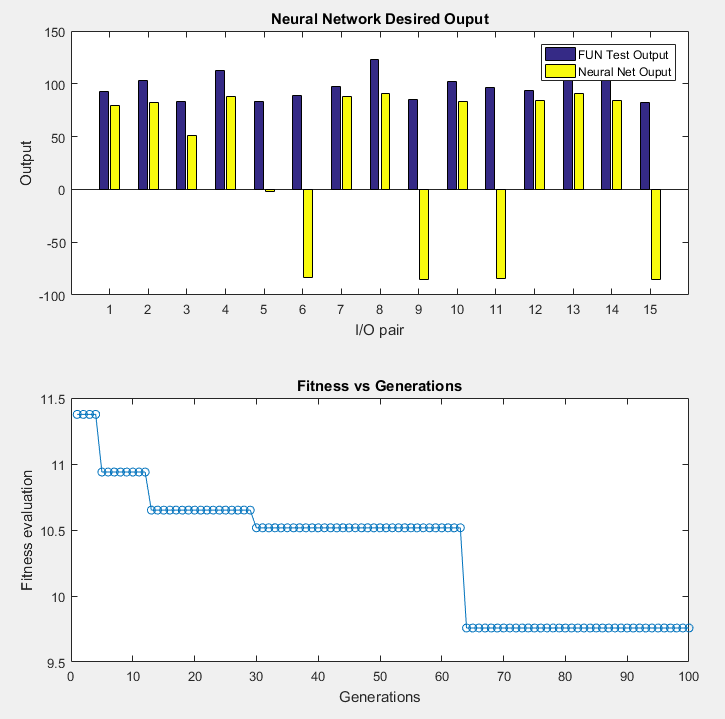 Neural Network Desired Ouput
150
100
50
0
-50
-100
Output
FUN Test Output
Neural Net Ouput
1 2 3 4 5 6 7 8 9 10 11 12 13 14 15
I/O pair
Fitness vs Generations
11.5
11
10.5
10
9.5
Fitness evaluation
0 10 20 30 40 50 60 70 80 90 100
Generations